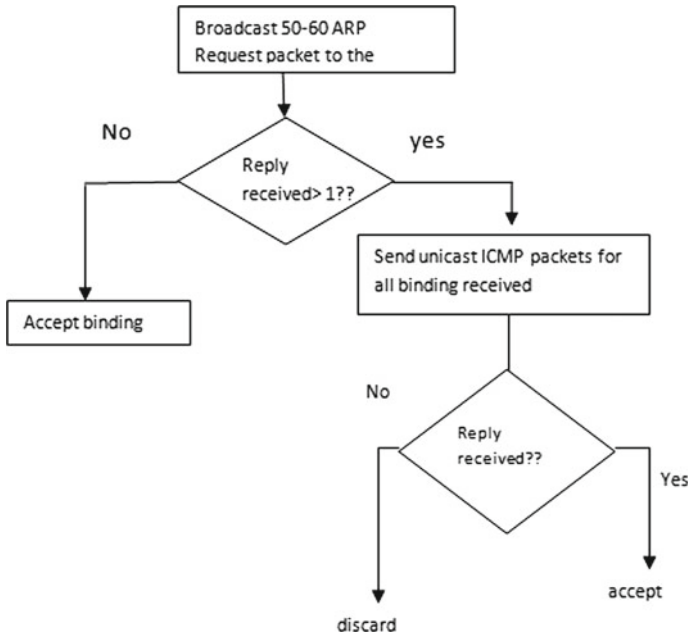 Broadcast 50-60 ARP
Request packet to the
No
yes
Reply
received> 1??
Send unicast ICMP packets for
all binding received
Accept binding
No
Reply
received??
Yes
accept
discard